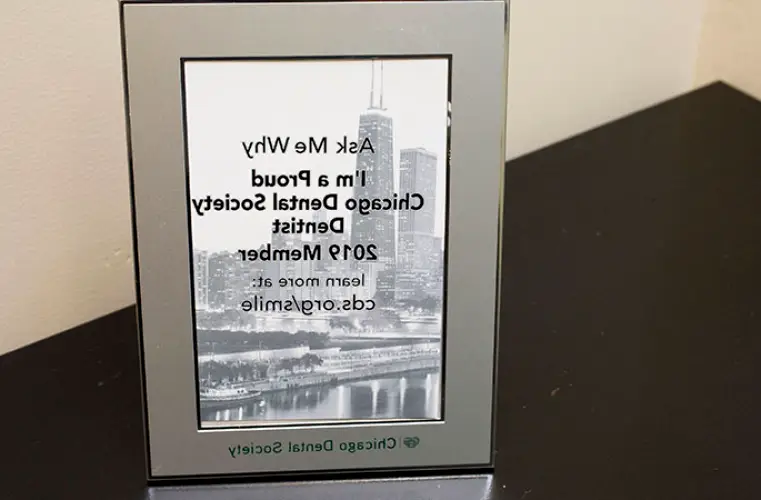 Ask Me Why
I'm a Proud
Chicago Dental Society
Dentist
2019 Member
learn more at:
cds.org/smile
Chicago Dental Society